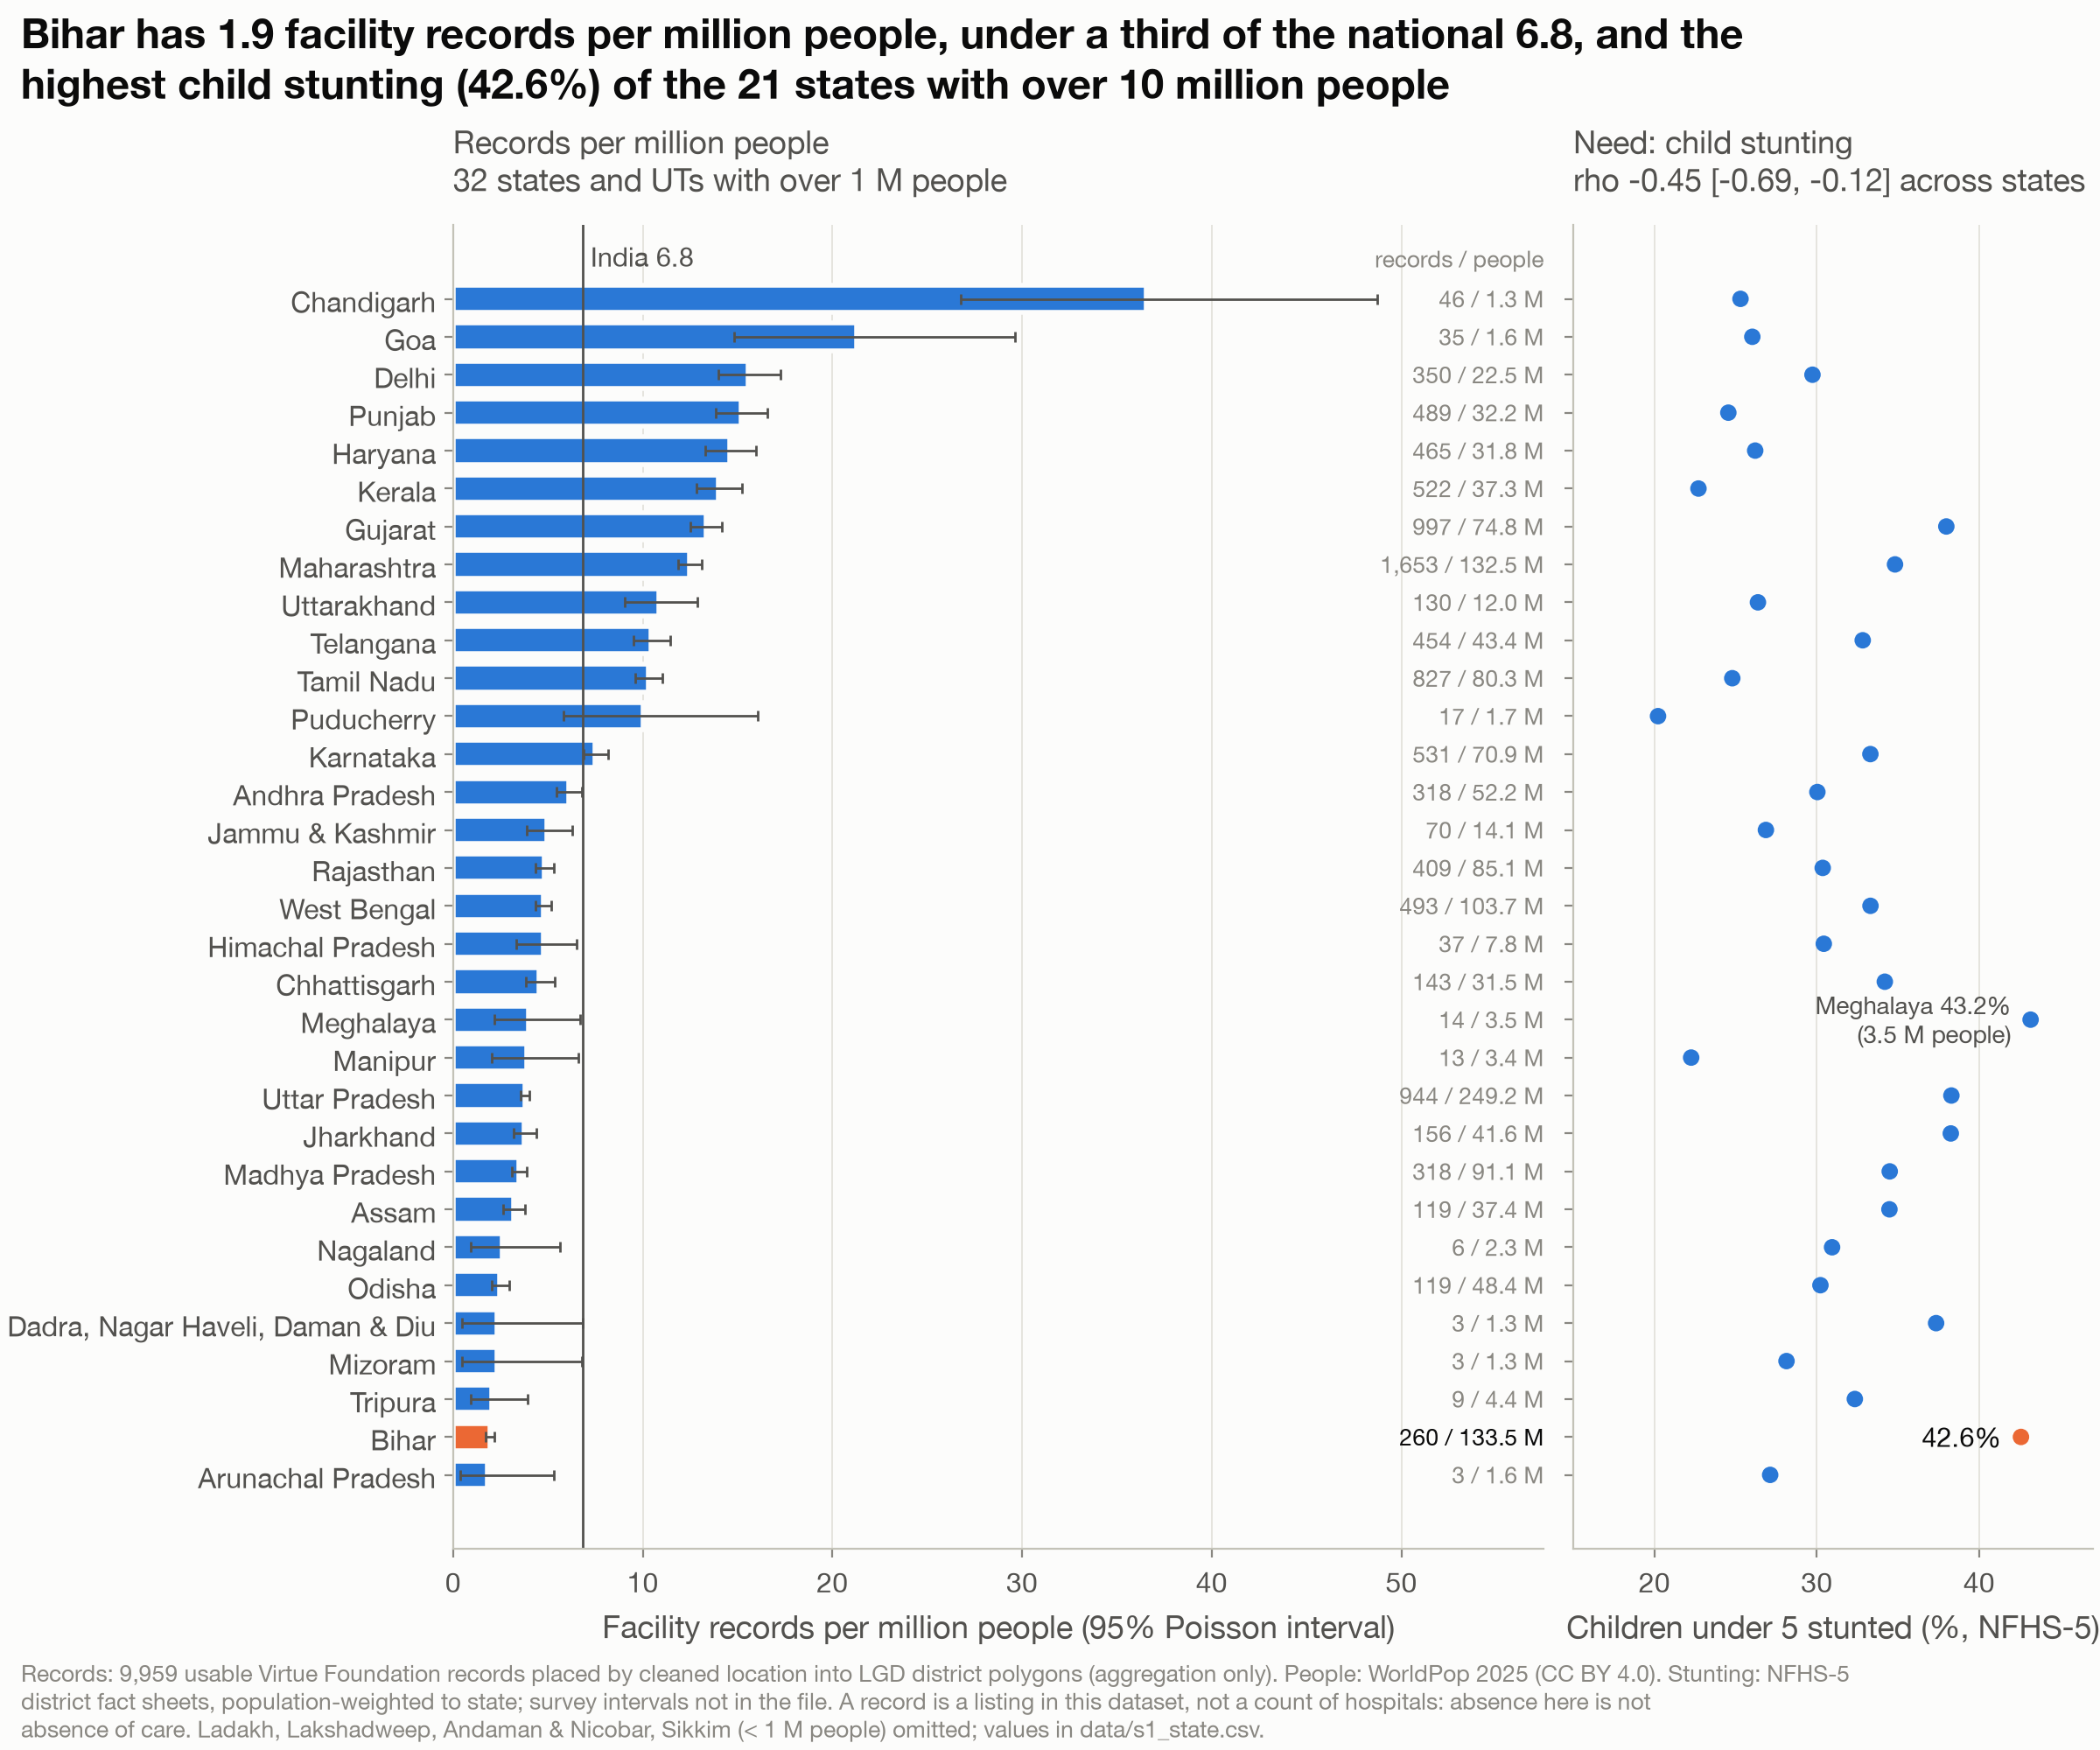 Bihar has 1.9 facility records per million people, under a third of the national 6.8, and the
highest child stunting (42.6%) of the 21 states with over 10 million people
Records per million people
32 states and UTs with over 1 M people
Need: child stunting
rho -0.45 [-0.69, -0.12] across states
India 6.8
records / people
Chandigarh 46 / 1.3 M
Goa 35 / 1.6 M
Delhi 350 / 22.5 M
Punjab 489 / 32.2 M
Haryana 465 / 31.8 M
Kerala 522 / 37.3 M
Gujarat 997 / 74.8 M
Maharashtra 1,653 / 132.5 M
Uttarakhand 130 / 12.0 M
Telangana 454 / 43.4 M
Tamil Nadu 827 / 80.3 M
Puducherry 17 / 1.7 M
Karnataka 531 / 70.9 M
Andhra Pradesh 318 / 52.2 M
Jammu & Kashmir 70 / 14.1 M
Rajasthan 409 / 85.1 M
West Bengal 493 / 103.7 M
Himachal Pradesh 37 / 7.8 M
Chhattisgarh 143 / 31.5 M
Meghalaya 14 / 3.5 M
Meghalaya 43.2%
(3.5 M people)
Manipur 13 / 3.4 M
Uttar Pradesh 944 / 249.2 M
Jharkhand 156 / 41.6 M
Madhya Pradesh 318 / 91.1 M
Assam 119 / 37.4 M
Nagaland 6 / 2.3 M
Odisha 119 / 48.4 M
Dadra, Nagar Haveli, Daman & Diu 3 / 1.3 M
Mizoram 3 / 1.3 M
Tripura 9 / 4.4 M
Bihar 260 / 133.5 M 42.6%
Arunachal Pradesh 3 / 1.6 M
0 10 20 30 40 50
20 30 40
Facility records per million people (95% Poisson interval)
Children under 5 stunted (%, NFHS-5)
Records: 9,959 usable Virtue Foundation records placed by cleaned location into LGD district polygons (aggregation only). People: WorldPop 2025 (CC BY 4.0). Stunting: NFHS-5
district fact sheets, population-weighted to state; survey intervals not in the file. A record is a listing in this dataset, not a count of hospitals: absence here is not
absence of care. Ladakh, Lakshadweep, Andaman & Nicobar, Sikkim (< 1 M people) omitted; values in data/s1_state.csv.